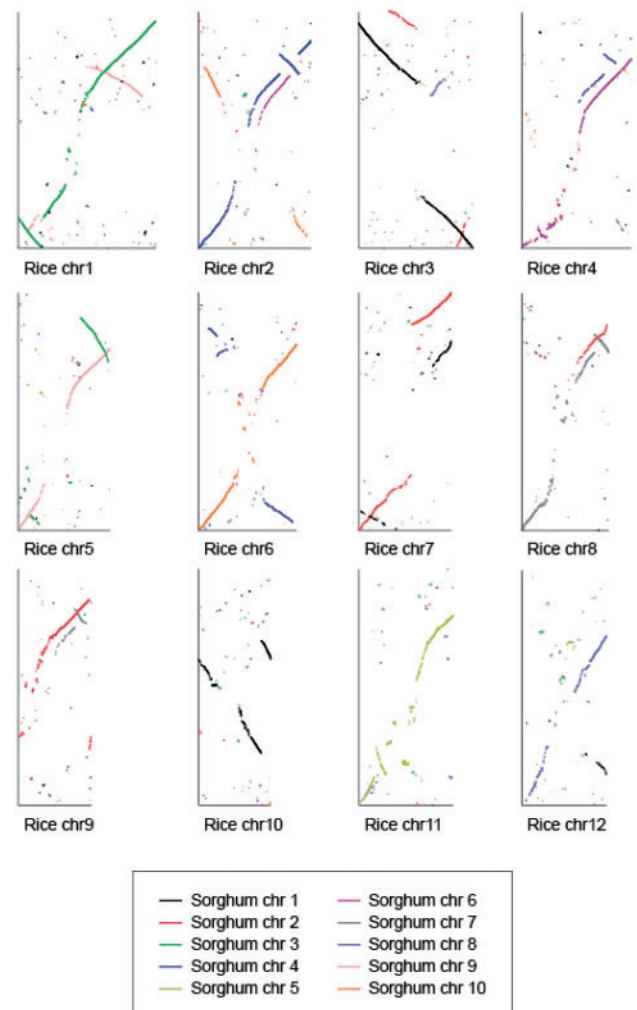 Rice chr1
Rice chr2
Rice chr3
Rice chr4
Rice chr5
Rice chr6
Rice chr7
Rice chr8
Rice chr9
Rice chr10
Rice chr11
Rice chr12
Sorghum chr 1
Sorghum chr 2
Sorghum chr 3
Sorghum chr 4
Sorghum chr 5
Sorghum chr 6
Sorghum chr 7
Sorghum chr 8
Sorghum chr 9
Sorghum chr 10